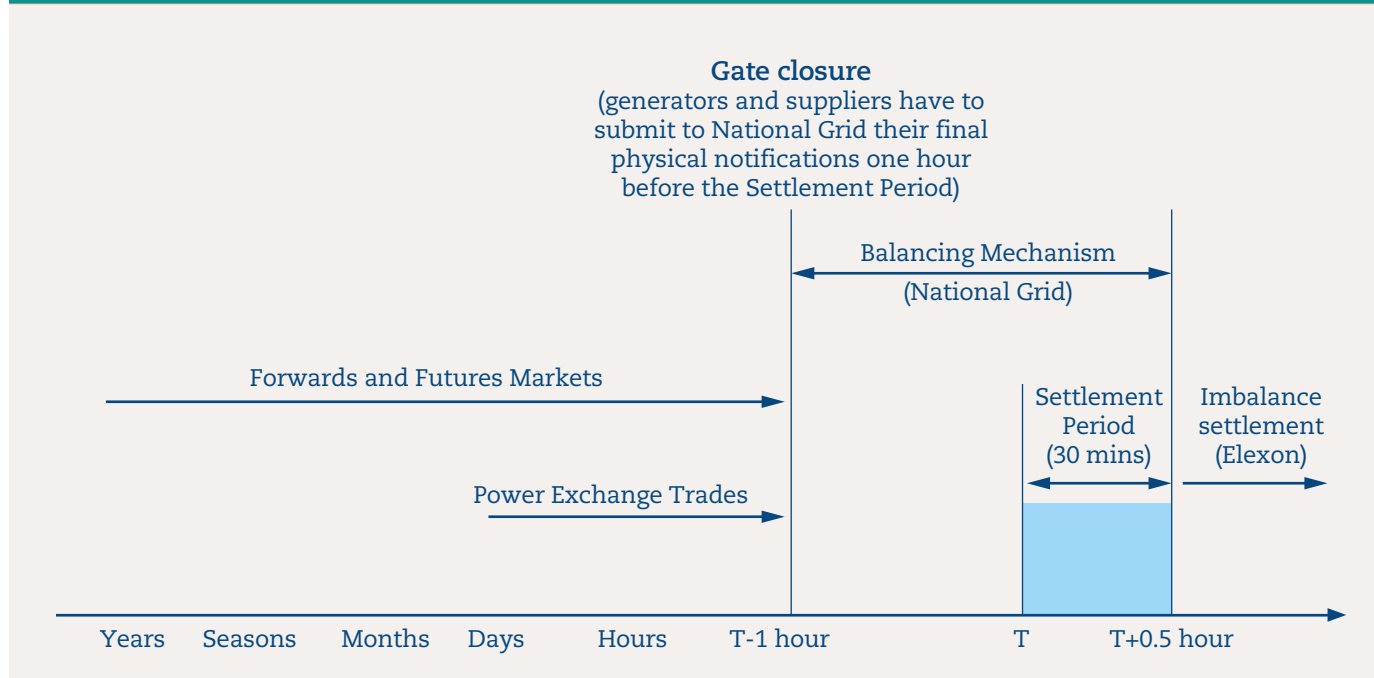 Gate closure
(generators and suppliers have to
submit to National Grid their final
physical notifications one hour
before the Settlement Period)
Balancing Mechanism
(National Grid)
Forwards and Futures Markets
Settlement
Period
(30 mins)
Imbalance
settlement
(Elexon)
Power Exchange Trades
Years
Seasons
Months
Days
Hours
T-1 hour
T
T+0.5 hour